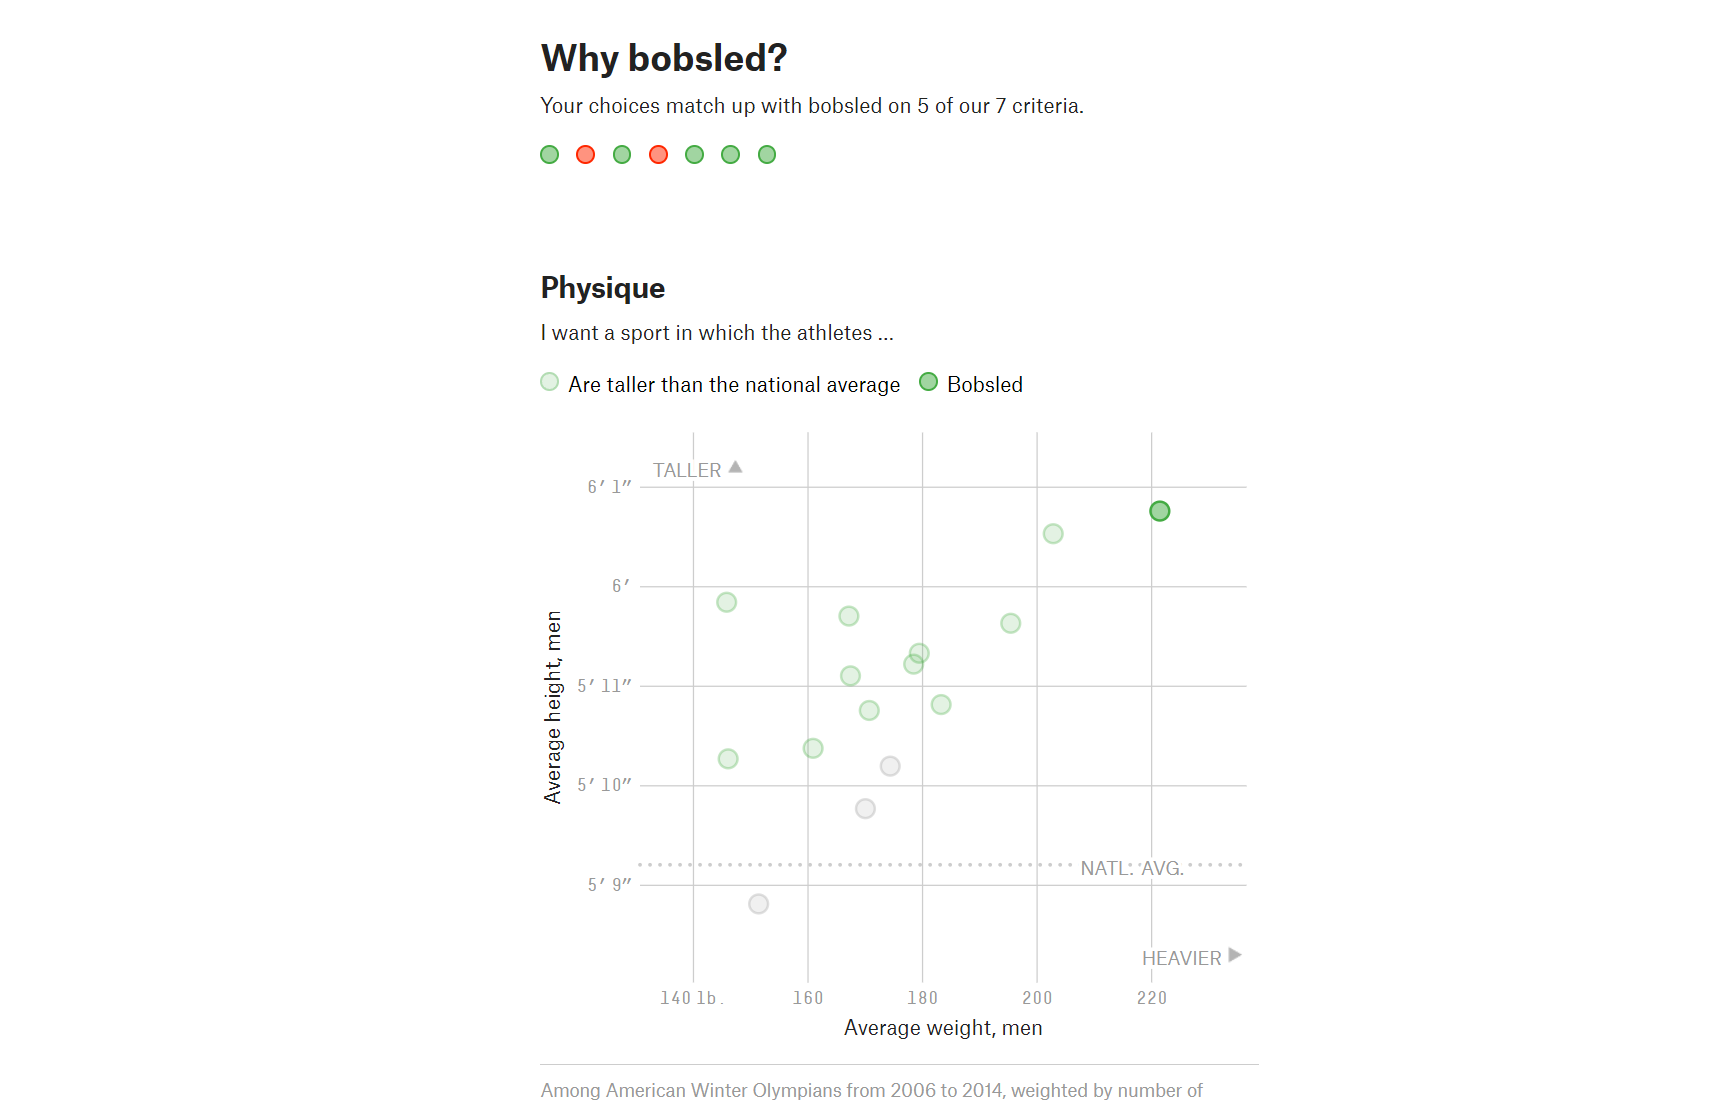 Why bobsled?
Your choices match up with bobsled on 5 of our 7 criteria.
Physique
I want a sport in which the athletes ...
Are taller than the national average Bobsled
TALLER
6′ 1″
6′
5′ 11″
5′ 10″
5′ 9″
Average height, men
NATL. AVG.
HEAVIER
140 lb. 160 180 200 220
Average weight, men
Among American Winter Olympians from 2006 to 2014, weighted by number of